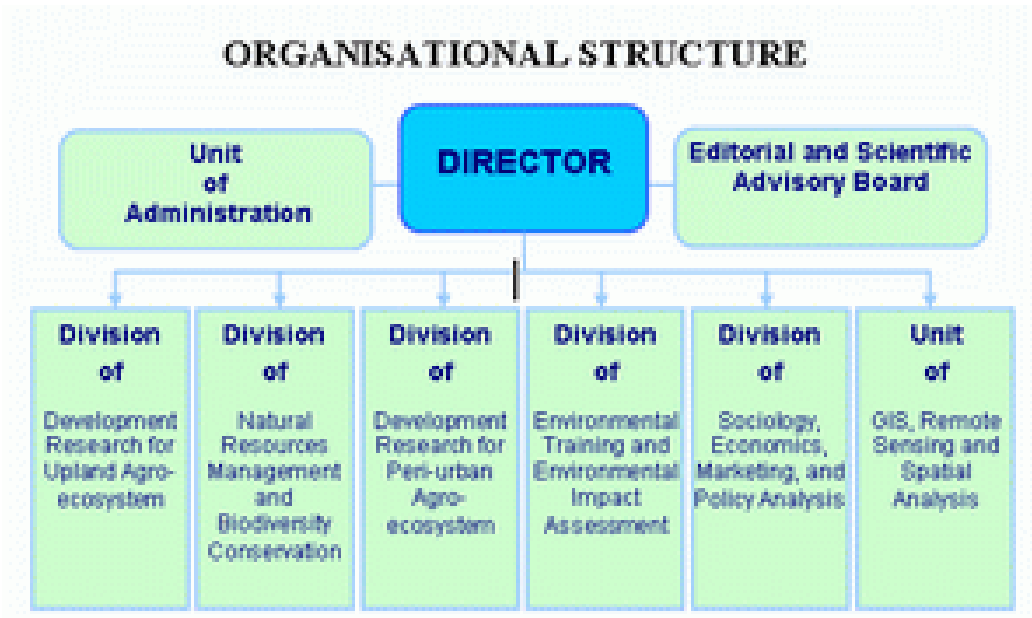 ORGANISATIONAL STRUCTURE
Unit
of
Administration
DIRECTOR
Editorial and Scientific
Advisory Board
Division
of
Development
Research for
Upland Agro-
ecosystem
Division
of
Natural
Resources
Management
and
Biodiversity
Conservation
Division
of
Development
Research for
Peri-urban
Agro-
ecosystem
Division
of
Environmental
Training and
Environmental
Impact
Assessment
Division
of
Sociology,
Economics,
Marketing, and
Policy Analysis
Unit
of
GIS, Remote
Sensing and
Spatial
Analysis